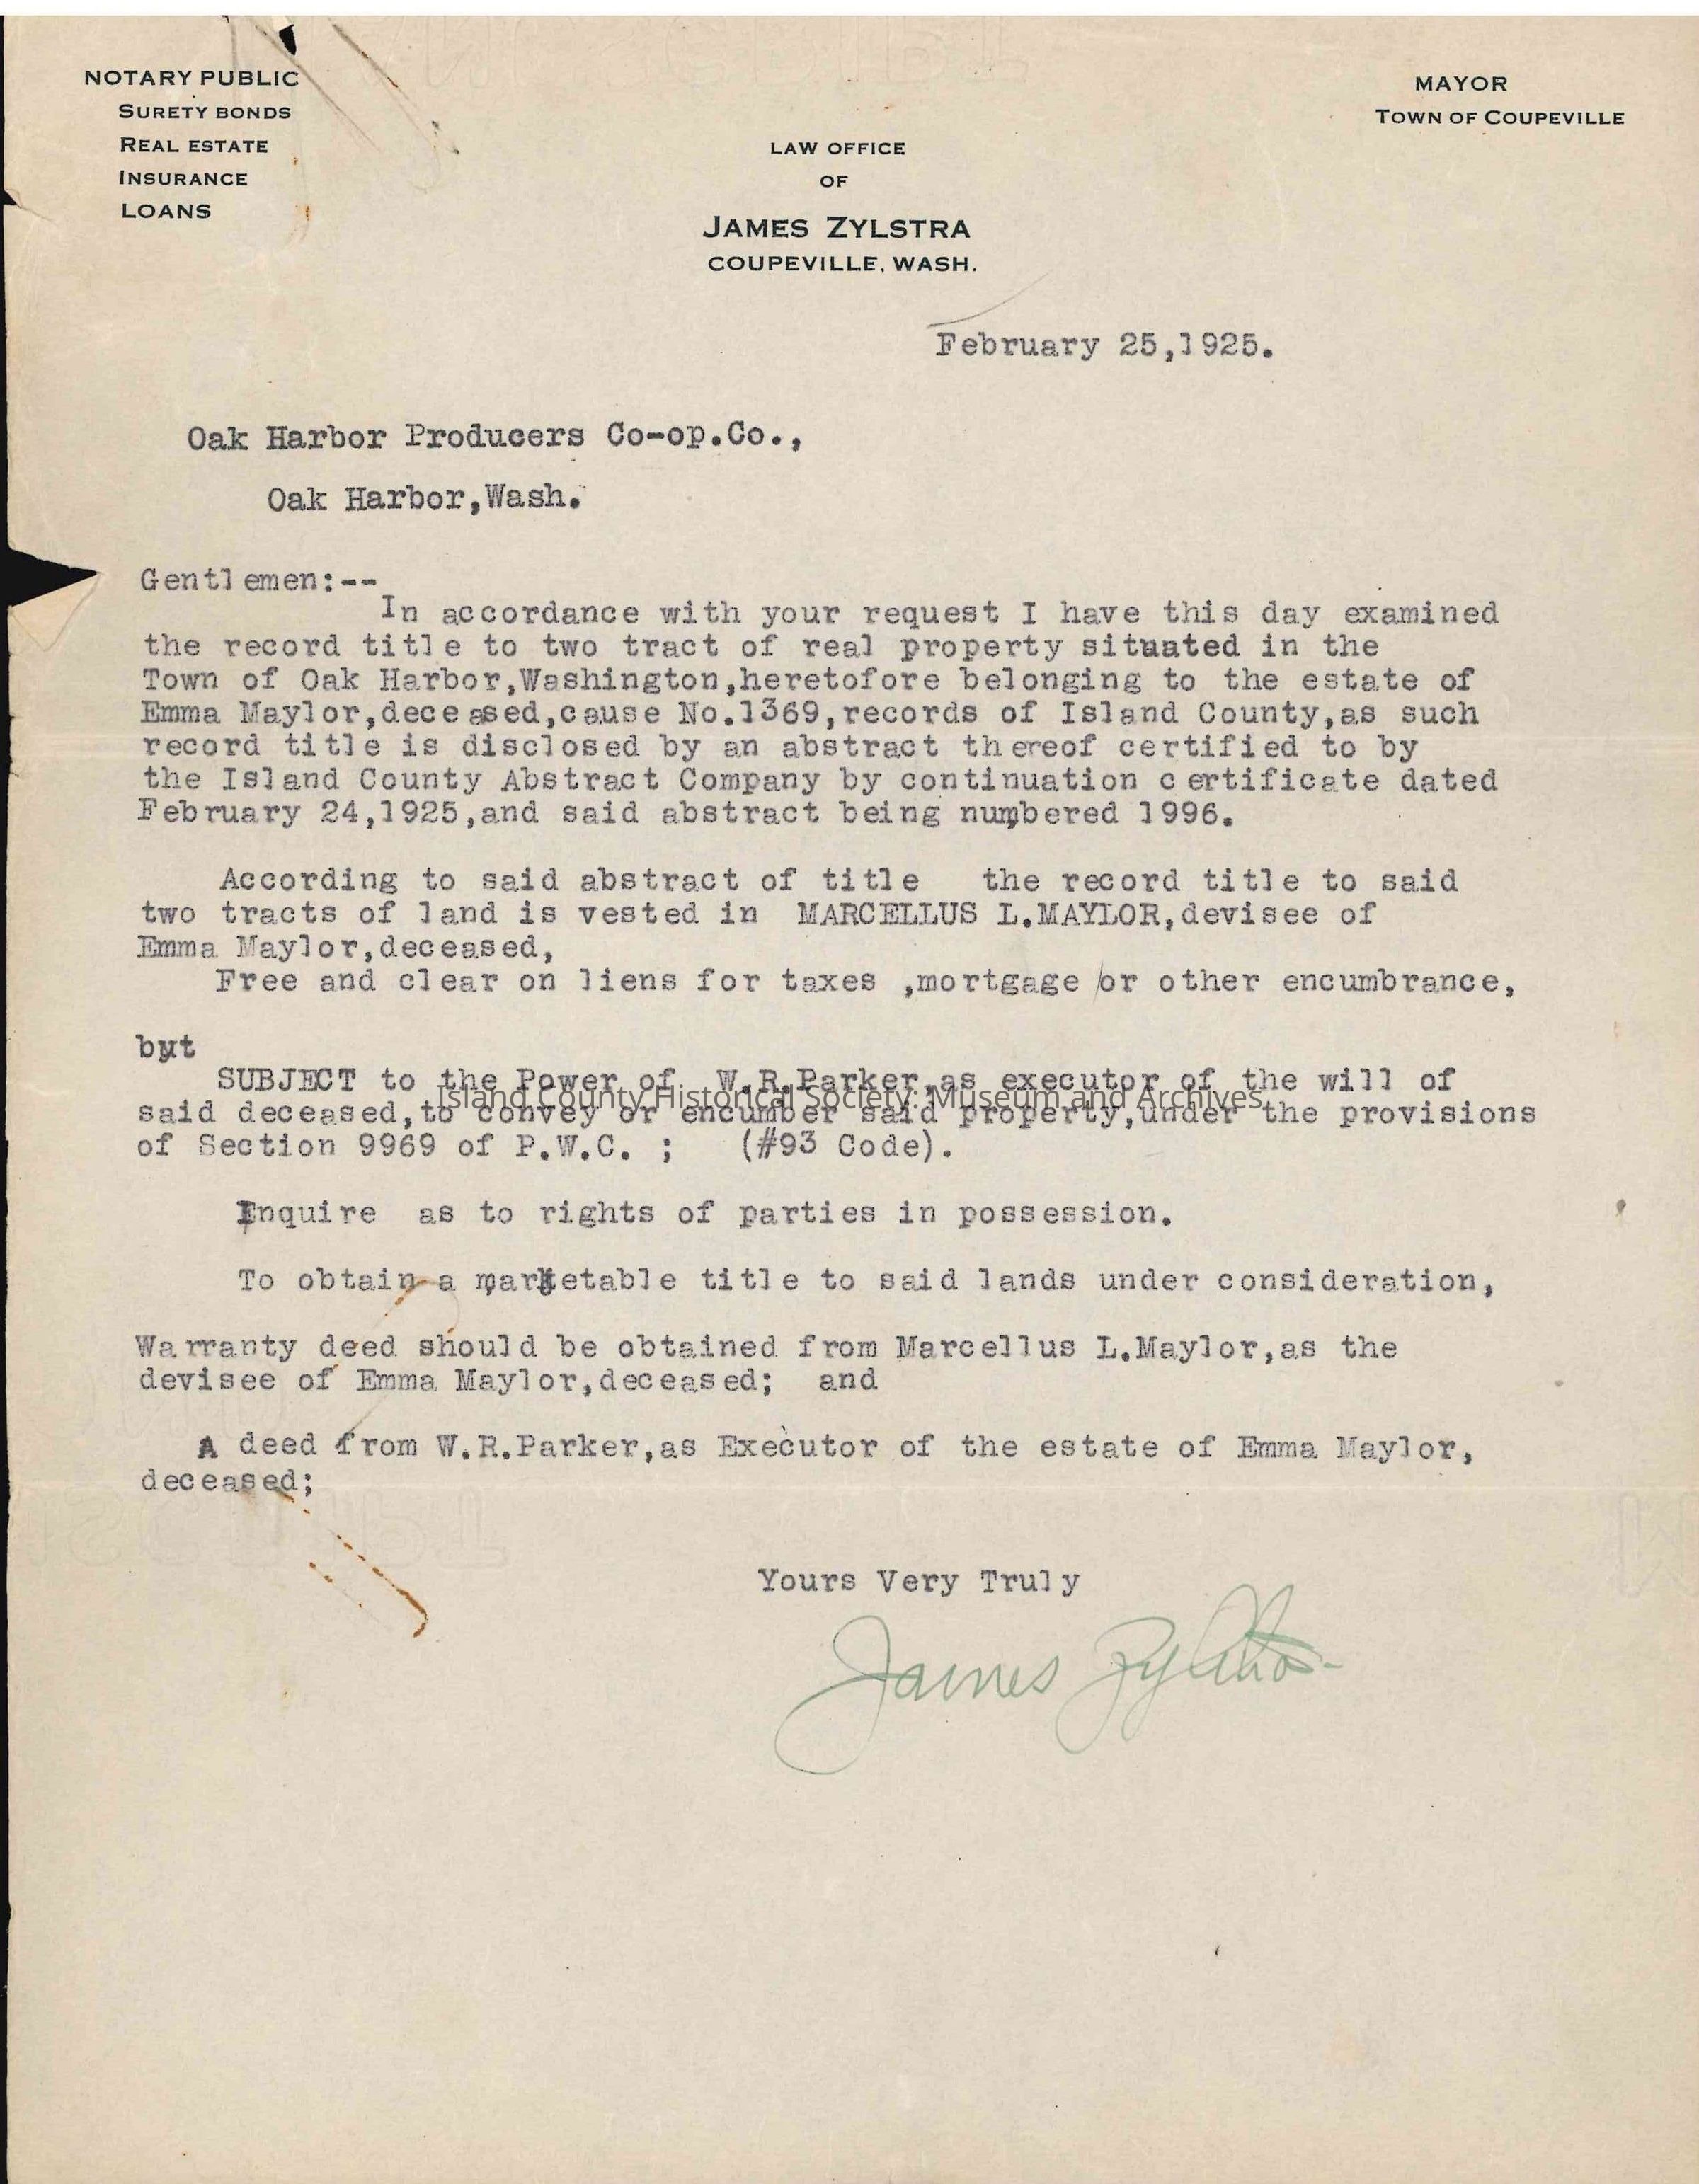 NOTARY PUBLIC
SURETY BONDS
REAL ESTATE
INSURANCE
LOANS
MAYOR
TOWN OF COUPEVILLE
LAW OFFICE
OF
JAMES ZYLSTRA
COUPEVILLE, WASH.
February 25,1925.
Oak Harbor Producers Co-op.Co.,
Oak Harbor,Wash.
Gentlemen:--
In accordance with your request I have this day examined
the record title to two tract of real property situated in the
Town of Oak Harbor,Washington,heretofore belonging to the estate of
Emma Maylor,deceased,cause No.1369,records of Island County,as such
record title is disclosed by an abstract thereof certified to by
the Island County Abstract Company by continuation certificate dated
February 24,1925,and said abstract being numbered 1996.
According to said abstract of title the record title to said
two tracts of land is vested in MARCELLUS L.MAYLOR,devisee of
Emma Maylor,deceased,
Free and clear on liens for taxes ,mortgage or other encumbrance,
but
SUBJECT to the Power of W.R.Parker,as executor of the will of
Island County Historical Society: Museum and Archives
said deceased,to convey or encumber said property,under the provisions
of Section 9969 of P.W.C. ; (#93 Code).
Inquire as to rights of parties in possession.
To obtain a marketable title to said lands under consideration,
Warranty deed should be obtained from Marcellus L.Maylor,as the
devisee of Emma Maylor,deceased; and
A deed from W.R.Parker,as Executor of the estate of Emma Maylor,
deceased;
Yours Very Truly
James Zylstra